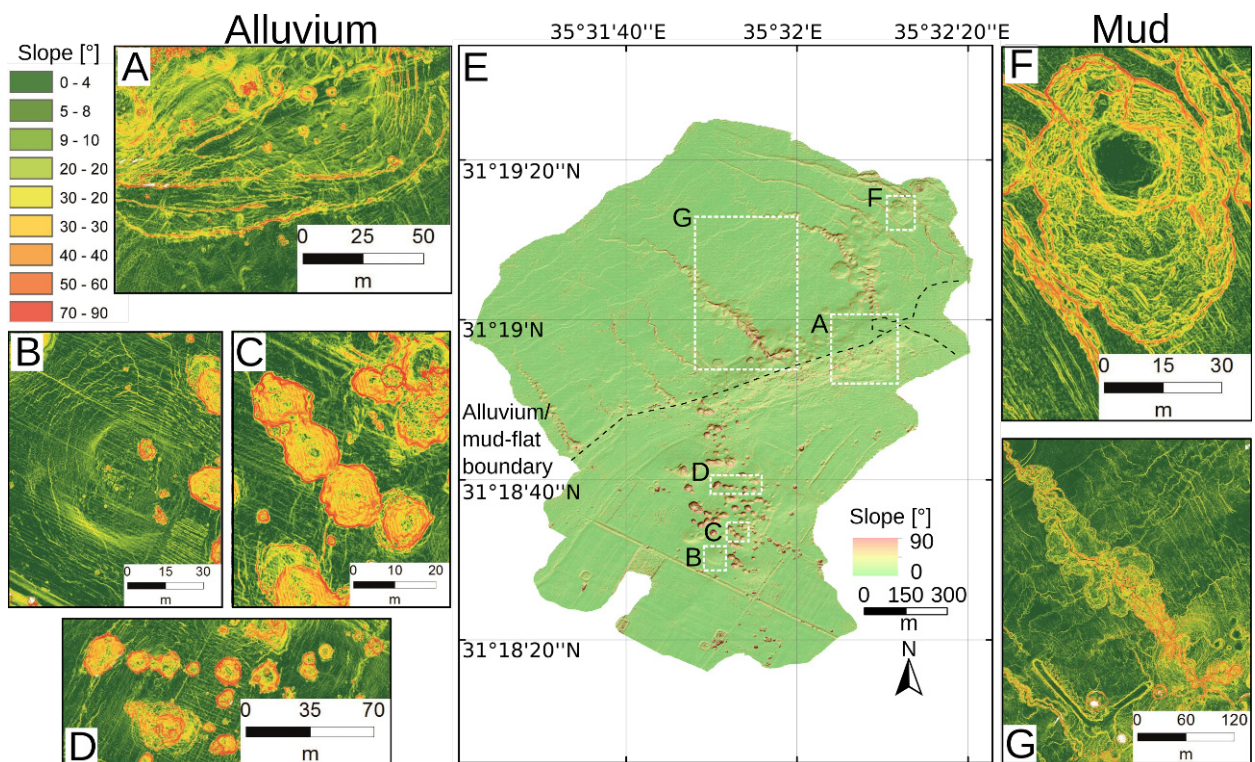 Alluvium
Mud
Slope [°]
0 - 4
5 - 8
9 - 10
20 - 20
30 - 20
30 - 30
40 - 40
50 - 60
70 - 90
A
0 25 50
m
B
0 15 30
m
C
0 10 20
m
D
0 35 70
m
E
35°31'40''E 35°32'E 35°32'20''E
31°19'20''N
31°19'N
31°18'40''N
31°18'20''N
G
F
A
Alluvium/
mud-flat
boundary
D
C
B
Slope [°]
90
0
0 150 300
m
N
F
0 15 30
m
G
0 60 120
m